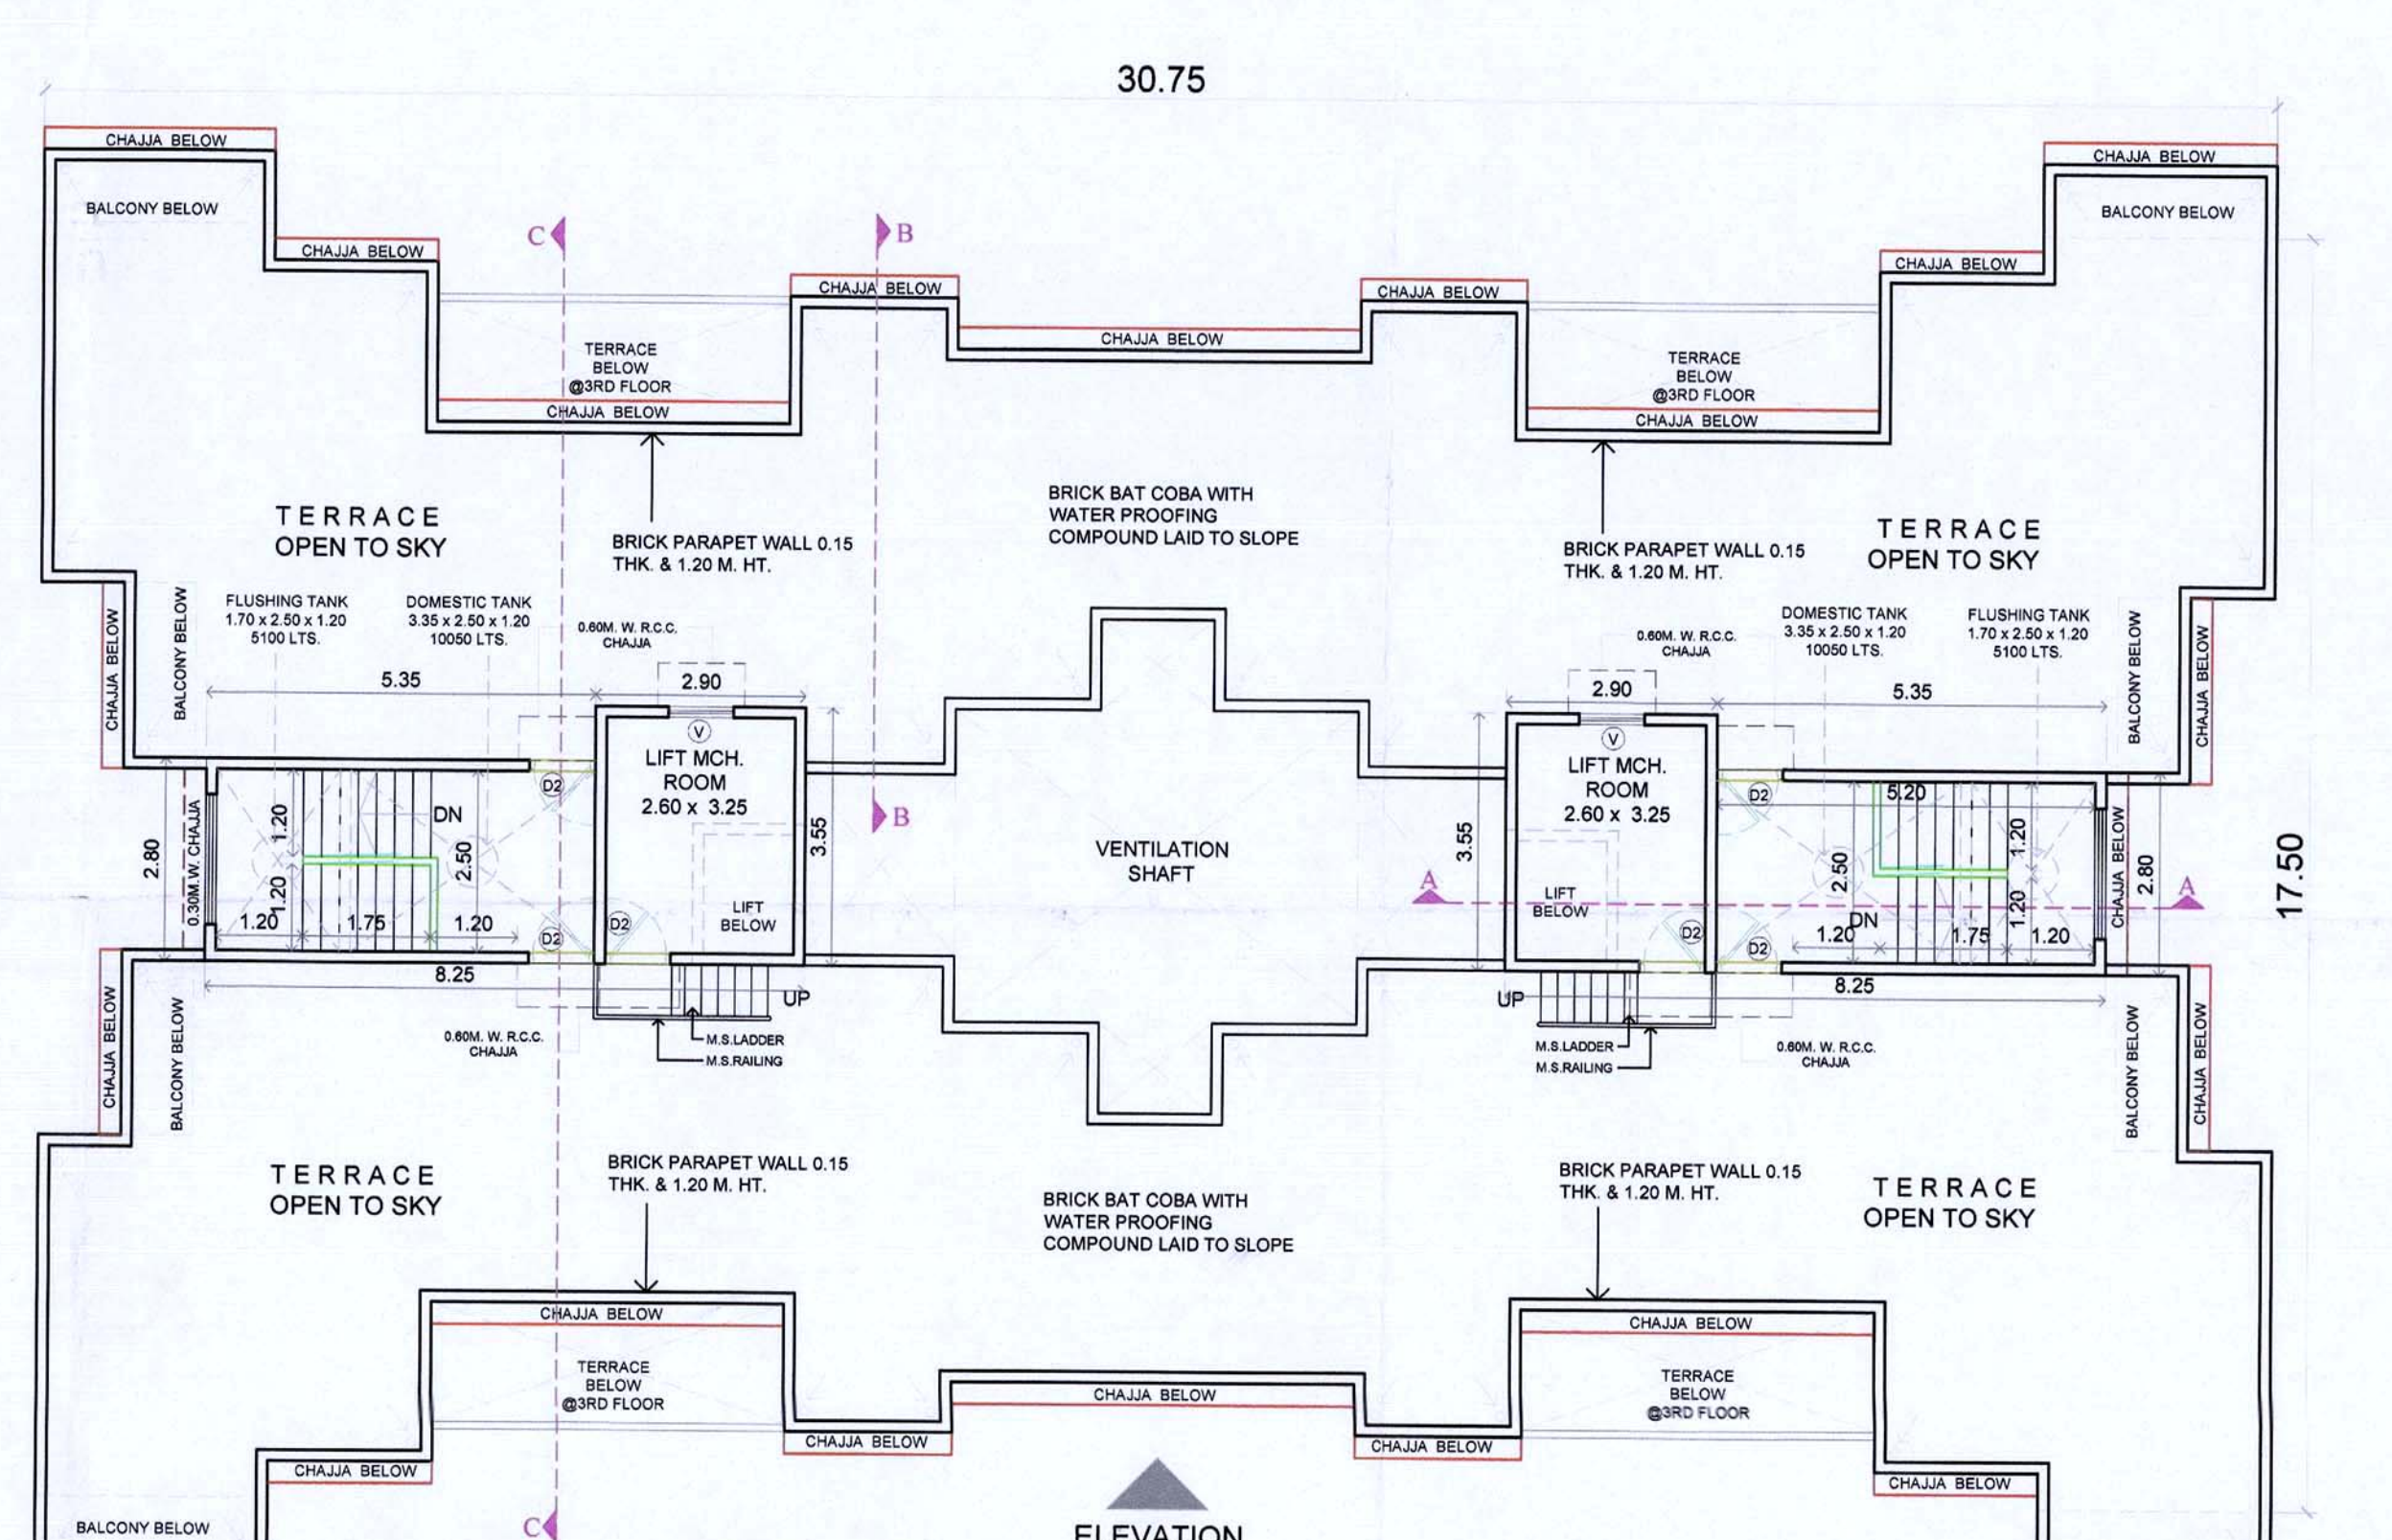 30.75
CHAJJA BELOW
CHAJJA BELOW
BALCONY BELOW
BALCONY BELOW
C
B
CHAJJA BELOW
CHAJJA BELOW
CHAJJA BELOW
CHAJJA BELOW
CHAJJA BELOW
TERRACE
BELOW
@3RD FLOOR
CHAJJA BELOW
TERRACE
BELOW
@3RD FLOOR
CHAJJA BELOW
TERRACE
OPEN TO SKY
BRICK PARAPET WALL 0.15
THK. & 1.20 M. HT.
BRICK BAT COBA WITH
WATER PROOFING
COMPOUND LAID TO SLOPE
BRICK PARAPET WALL 0.15
THK. & 1.20 M. HT.
TERRACE
OPEN TO SKY
CHAJJA BELOW
BALCONY BELOW
FLUSHING TANK
1.70 x 2.50 x 1.20
5100 LTS.
DOMESTIC TANK
3.35 x 2.50 x 1.20
10050 LTS.
0.60M. W. R.C.C.
CHAJJA
0.60M. W. R.C.C.
CHAJJA
DOMESTIC TANK
3.35 x 2.50 x 1.20
10050 LTS.
FLUSHING TANK
1.70 x 2.50 x 1.20
5100 LTS.
BALCONY BELOW
CHAJJA BELOW
5.35
2.90
2.90
5.35
V
LIFT MCH.
ROOM
2.60 x 3.25
V
LIFT MCH.
ROOM
2.60 x 3.25
D2
D2
2.80
0.30M.W. CHAJJA
1.20
1.20
DN
2.50
1.20
1.75
1.20
D2
D2
LIFT
BELOW
3.55
B
VENTILATION
SHAFT
3.55
A
LIFT
BELOW
D2
D2
5.20
2.50
DN
1.20
1.20
1.20
1.75
1.20
CHAJJA BELOW
2.80
A
17.50
8.25
UP
UP
8.25
CHAJJA BELOW
BALCONY BELOW
0.60M. W. R.C.C.
CHAJJA
M.S.LADDER
M.S.RAILING
M.S.LADDER
M.S.RAILING
0.60M. W. R.C.C.
CHAJJA
BALCONY BELOW
CHAJJA BELOW
TERRACE
OPEN TO SKY
BRICK PARAPET WALL 0.15
THK. & 1.20 M. HT.
BRICK BAT COBA WITH
WATER PROOFING
COMPOUND LAID TO SLOPE
BRICK PARAPET WALL 0.15
THK. & 1.20 M. HT.
TERRACE
OPEN TO SKY
CHAJJA BELOW
TERRACE
BELOW
@3RD FLOOR
CHAJJA BELOW
CHAJJA BELOW
TERRACE
BELOW
@3RD FLOOR
CHAJJA BELOW
CHAJJA BELOW
CHAJJA BELOW
CHAJJA BELOW
BALCONY BELOW
C
ELEVATION